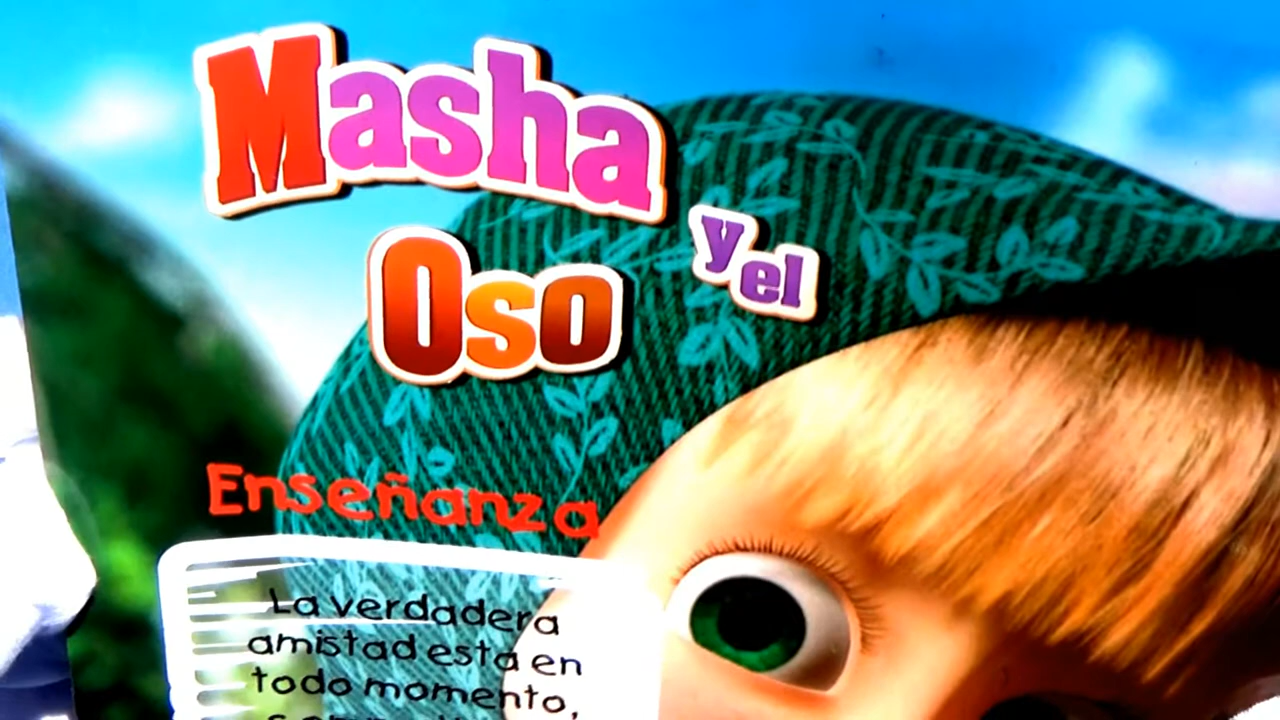 Masha
y el
Oso
Enseñanza
La verdadera
amistad está en
todo momento,